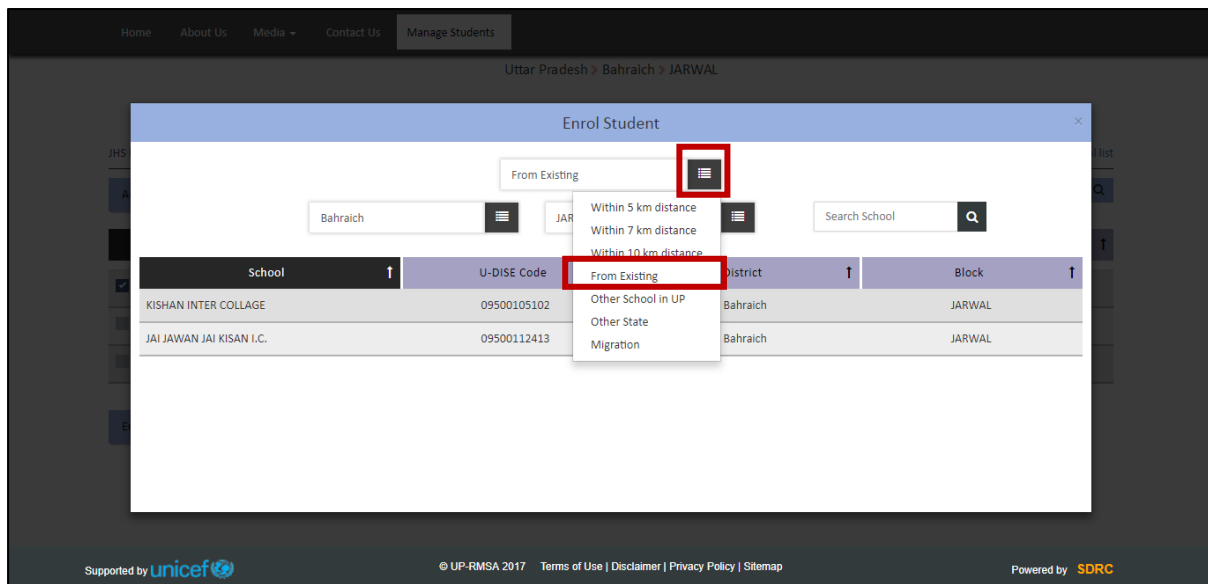 Home About Us Media Contact Us Manage Students
Uttar Pradesh > Bahraich > JARWAL
Enrol Student ×
JHS
l list
From Existing
Bahraich
JAR
Search School
Within 5 km distance
Within 7 km distance
Within 10 km distance
From Existing
Other School in UP
Other State
Migration
School U-DISE Code District Block
KISHAN INTER COLLAGE 09500105102 Bahraich JARWAL
JAI JAWAN JAI KISAN I.C. 09500112413 Bahraich JARWAL
Supported by unicef © UP-RMSA 2017 Terms of Use | Disclaimer | Privacy Policy | Sitemap Powered by SDRC